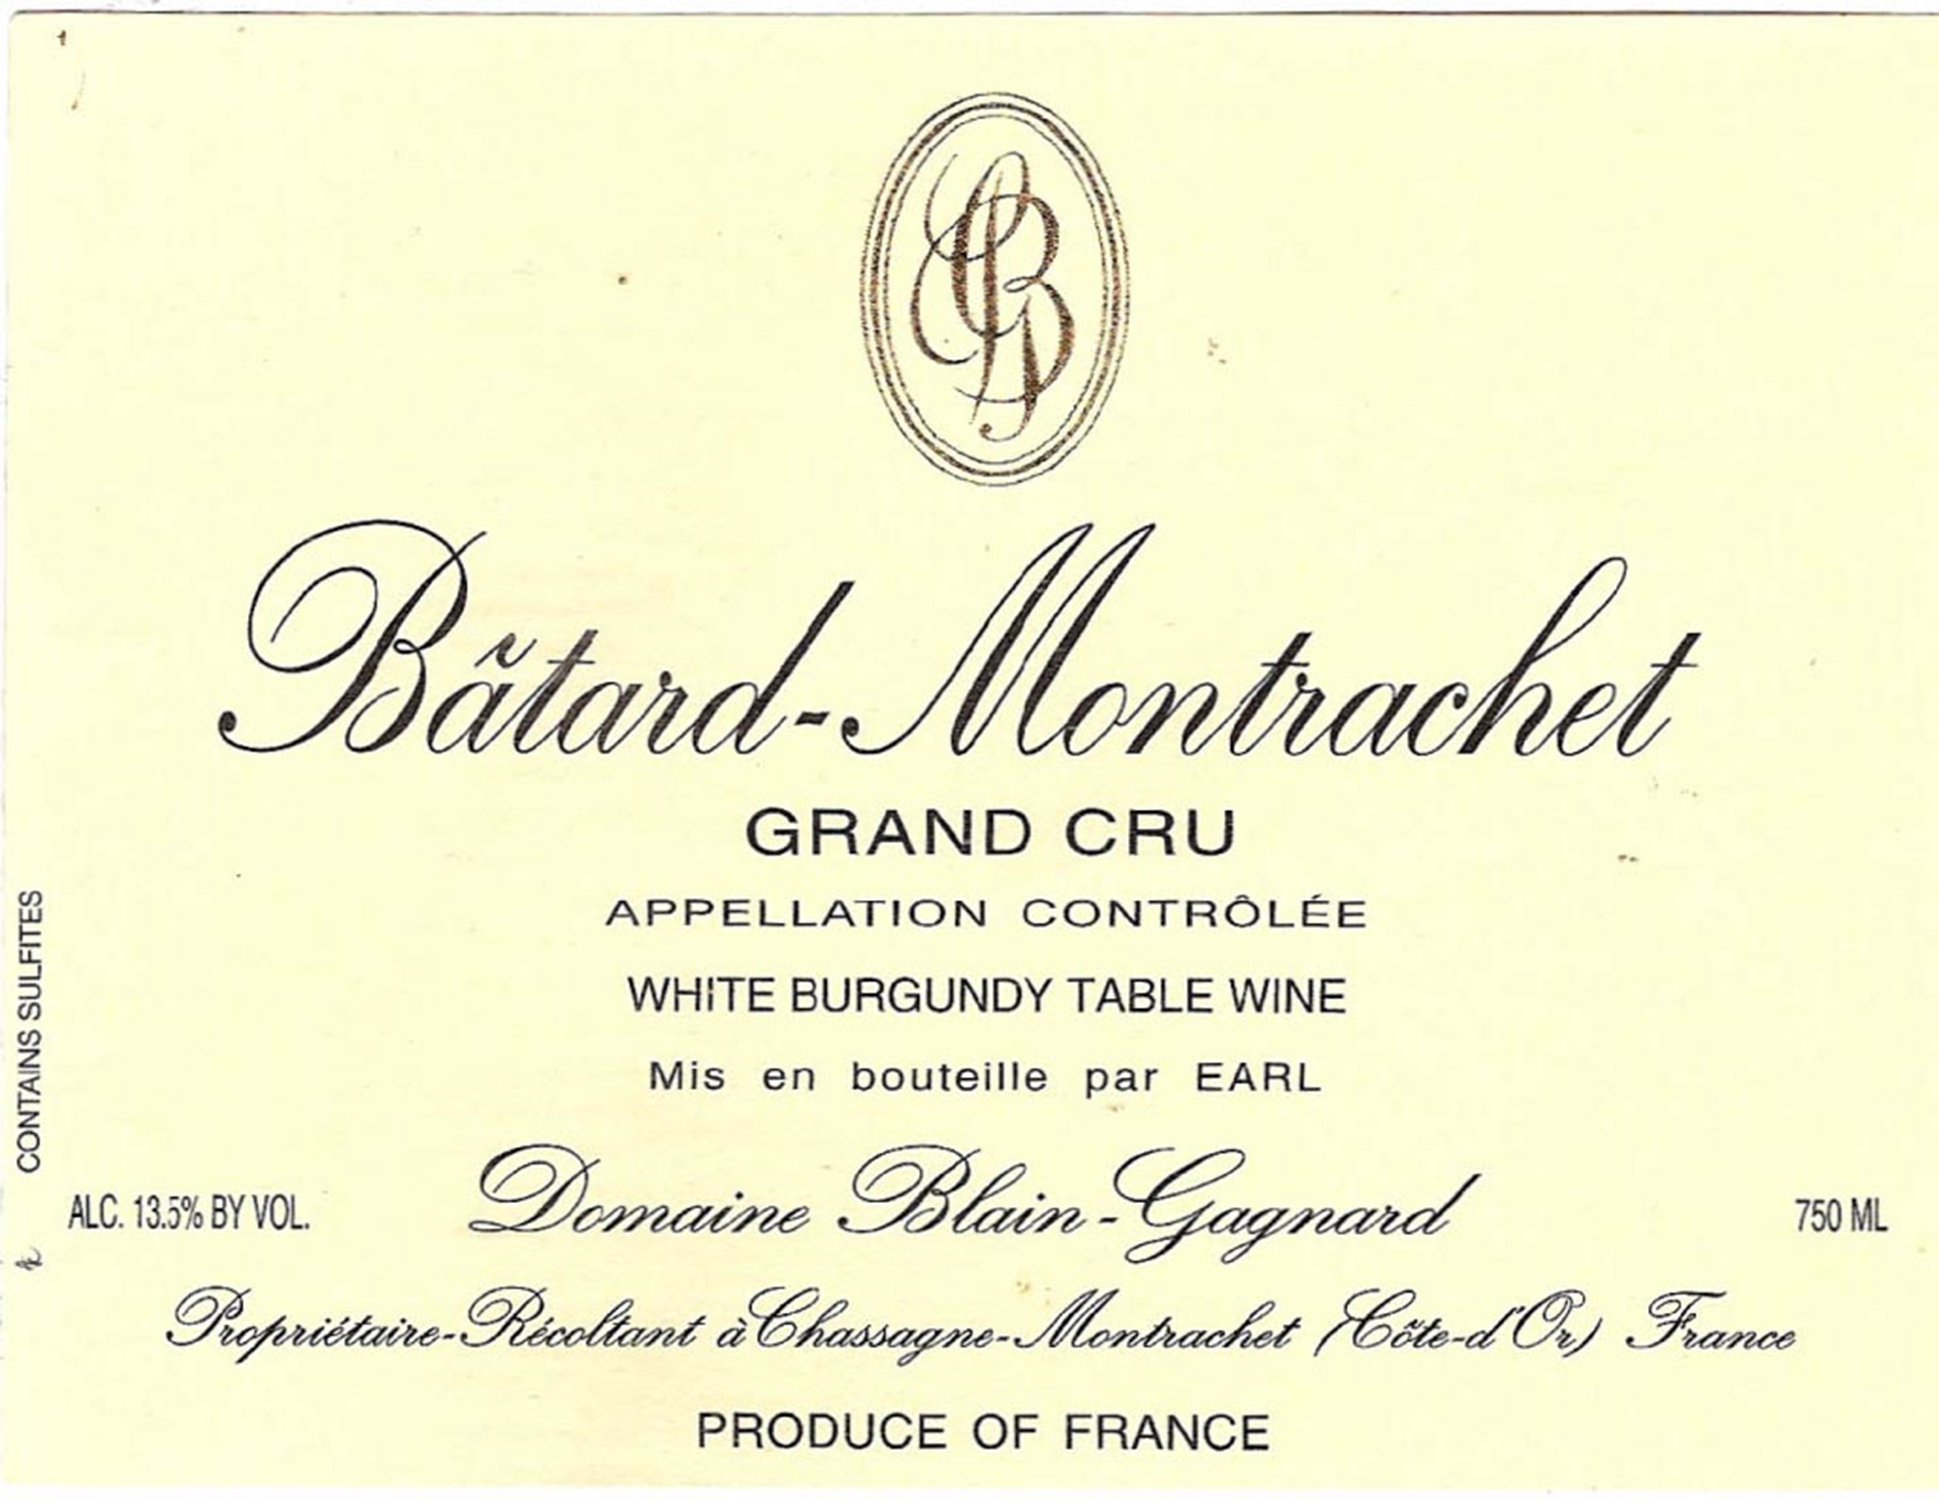 Bâtard-Montrachet
GRAND CRU
APPELLATION CONTRÔLÉE
WHITE BURGUNDY TABLE WINE
Mis en bouteille par EARL
CONTAINS SULFITES
ALC. 13.5% BY VOL.
Domaine Blain-Gagnard
750 ML
Propriétaire-Récoltant à Chassagne-Montrachet (Côte-d'Or) France
PRODUCE OF FRANCE